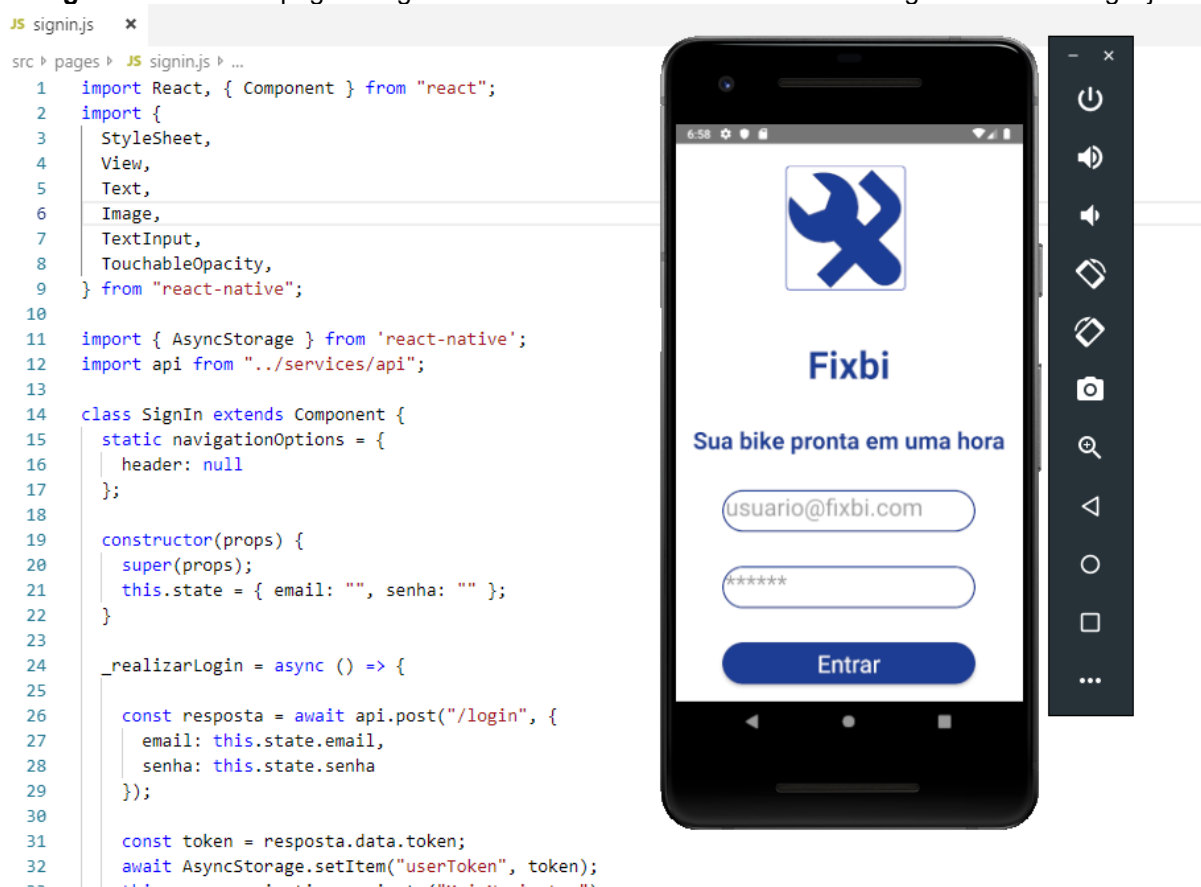 JS signin.js ×
src pages JS signin.js ...
1 import React, { Component } from "react";
2 import {
3 StyleSheet,
4 View,
5 Text,
6 Image,
7 TextInput,
8 TouchableOpacity,
9 } from "react-native";
10
11 import { AsyncStorage } from 'react-native';
12 import api from "../services/api";
13
14 class SignIn extends Component {
15 static navigationOptions = {
16 header: null
17 };
18
19 constructor(props) {
20 super(props);
21 this.state = { email: "", senha: "" };
22 }
23
24 _realizarLogin = async () => {
25
26 const resposta = await api.post("/login", {
27 email: this.state.email,
28 senha: this.state.senha
29 });
30
31 const token = resposta.data.token;
32 await AsyncStorage.setItem("userToken", token);
6:58
Fixbi
Sua bike pronta em uma hora
usuario@fixbi.com
******
Entrar